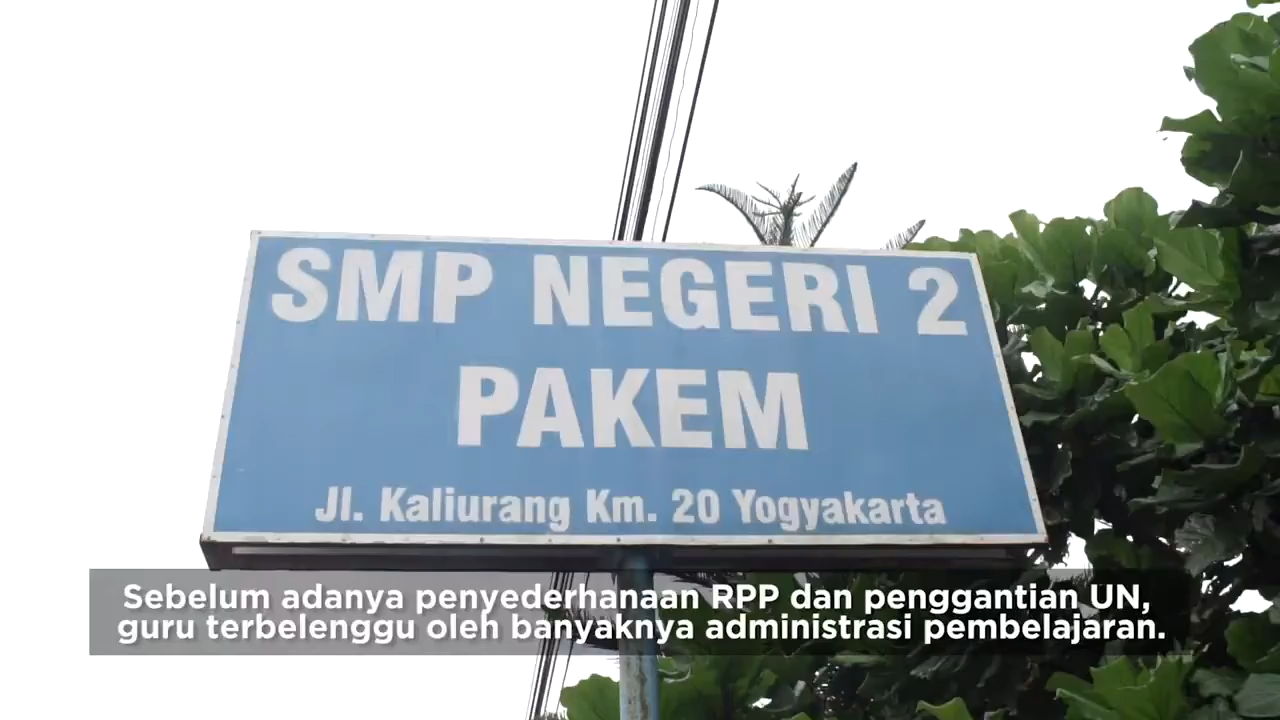 SMP NEGERI 2
PAKEM
Jl. Kaliurang Km. 20 Yogyakarta
Sebelum adanya penyederhanaan RPP dan penggantian UN,
guru terbelenggu oleh banyaknya administrasi pembelajaran.